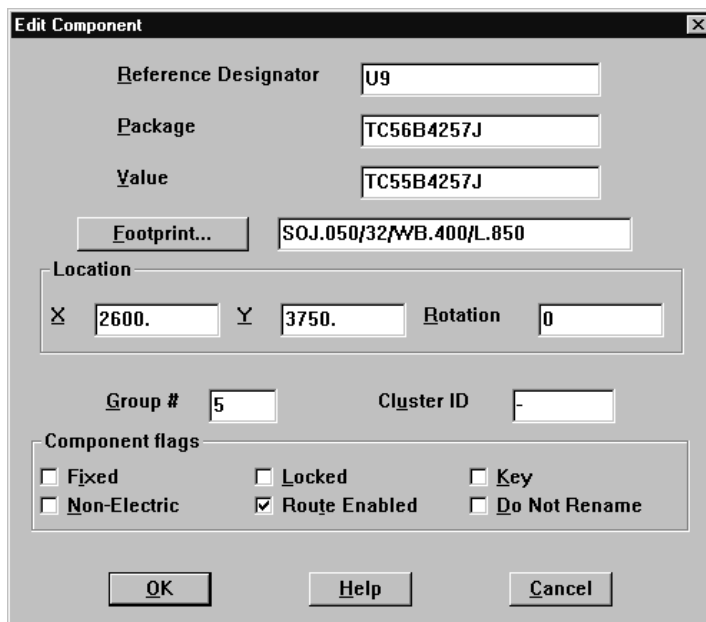 Edit Component
Reference Designator U9
Package TC56B4257J
Value TC55B4257J
Footprint... SOJ.050/32/WB.400/L.850
Location
X 2600. Y 3750. Rotation 0
Group # 5 Cluster ID -
Component flags
Fixed Locked Key
Non-Electric Route Enabled Do Not Rename
OK Help Cancel